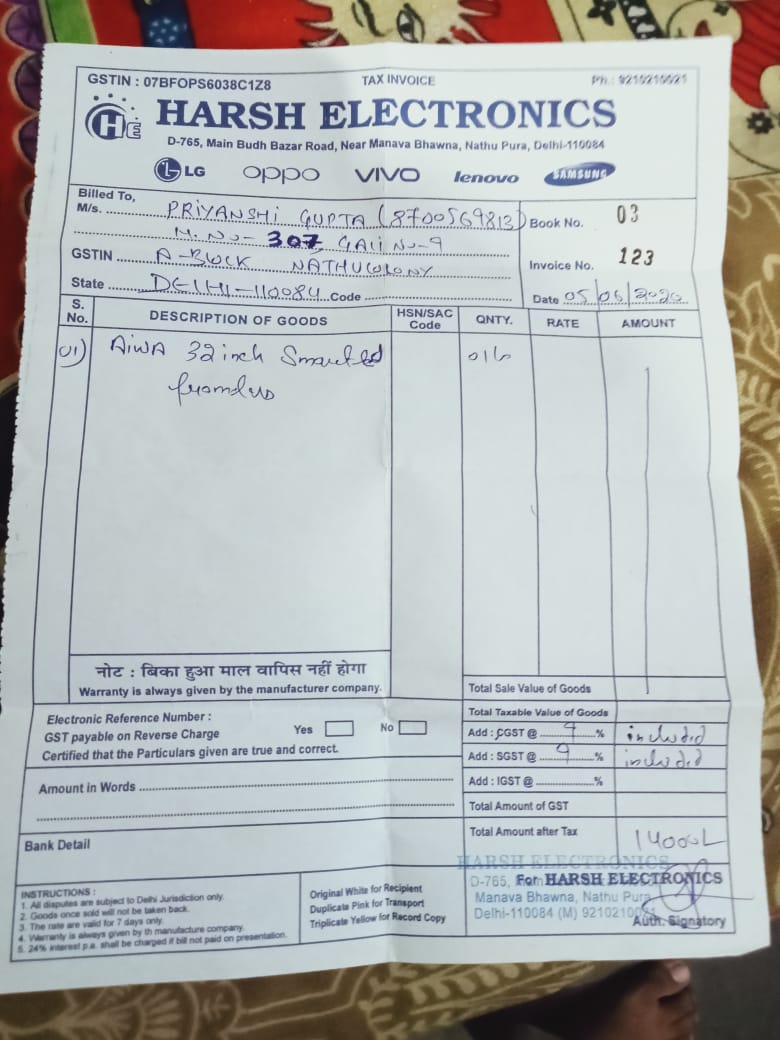 GSTIN : 07BFOPS6038C1Z8 TAX INVOICE Ph.: 9210210021
HE HARSH ELECTRONICS
D-765, Main Budh Bazar Road, Near Manava Bhawna, Nathu Pura, Delhi-110084
LG oppo vivo lenovo SAMSUNG
Billed To,
M/s. PRIYANSHI GUPTA (8700569813) Book No. 03
H. No- 307, GALI No-9
GSTIN A-BLOCK NATHU COLONY Invoice No. 123
State DELHI-110084 Code Date 05/06/2020
S. No. DESCRIPTION OF GOODS HSN/SAC Code QNTY. RATE AMOUNT
01) AIWA 32 inch Smart led
नोट : बिका हुआ माल वापिस नहीं होगा
Warranty is always given by the manufacturer company. Total Sale Value of Goods
Electronic Reference Number : Total Taxable Value of Goods
GST payable on Reverse Charge Yes No Add : CGST @ 9 % included
Certified that the Particulars given are true and correct. Add : SGST @ 9 % included
Amount in Words Add : IGST @ %
Total Amount of GST
Bank Detail Total Amount after Tax 14000
HARSH ELECTRONICS
D-765, For HARSH ELECTRONICS
Manava Bhawna, Nathu Pura
Delhi-110084 (M) 9210210021
Auth. Signatory
INSTRUCTIONS :
1. All disputes are subject to Delhi Jurisdiction only.
2. Goods once sold will not be taken back.
3. The rate are valid for 7 days only.
4. Warranty is always given by th manufacture company.
5. 24% interest p.a. shall be charged if bill not paid on presentation.
Original White for Recipient
Duplicate Pink for Transport
Triplicate Yellow for Record Copy